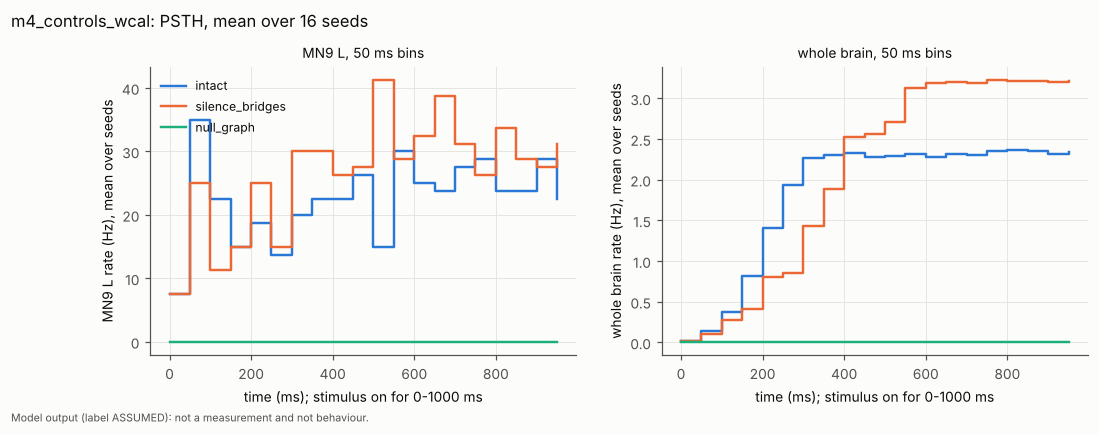 m4_controls_wcal: PSTH, mean over 16 seeds
MN9 L, 50 ms bins
MN9 L rate (Hz), mean over seeds
40
30
20
10
0
intact
silence_bridges
null_graph
0 200 400 600 800
time (ms); stimulus on for 0-1000 ms
whole brain, 50 ms bins
whole brain rate (Hz), mean over seeds
3.0
2.5
2.0
1.5
1.0
0.5
0.0
0 200 400 600 800
time (ms); stimulus on for 0-1000 ms
Model output (label ASSUMED): not a measurement and not behaviour.